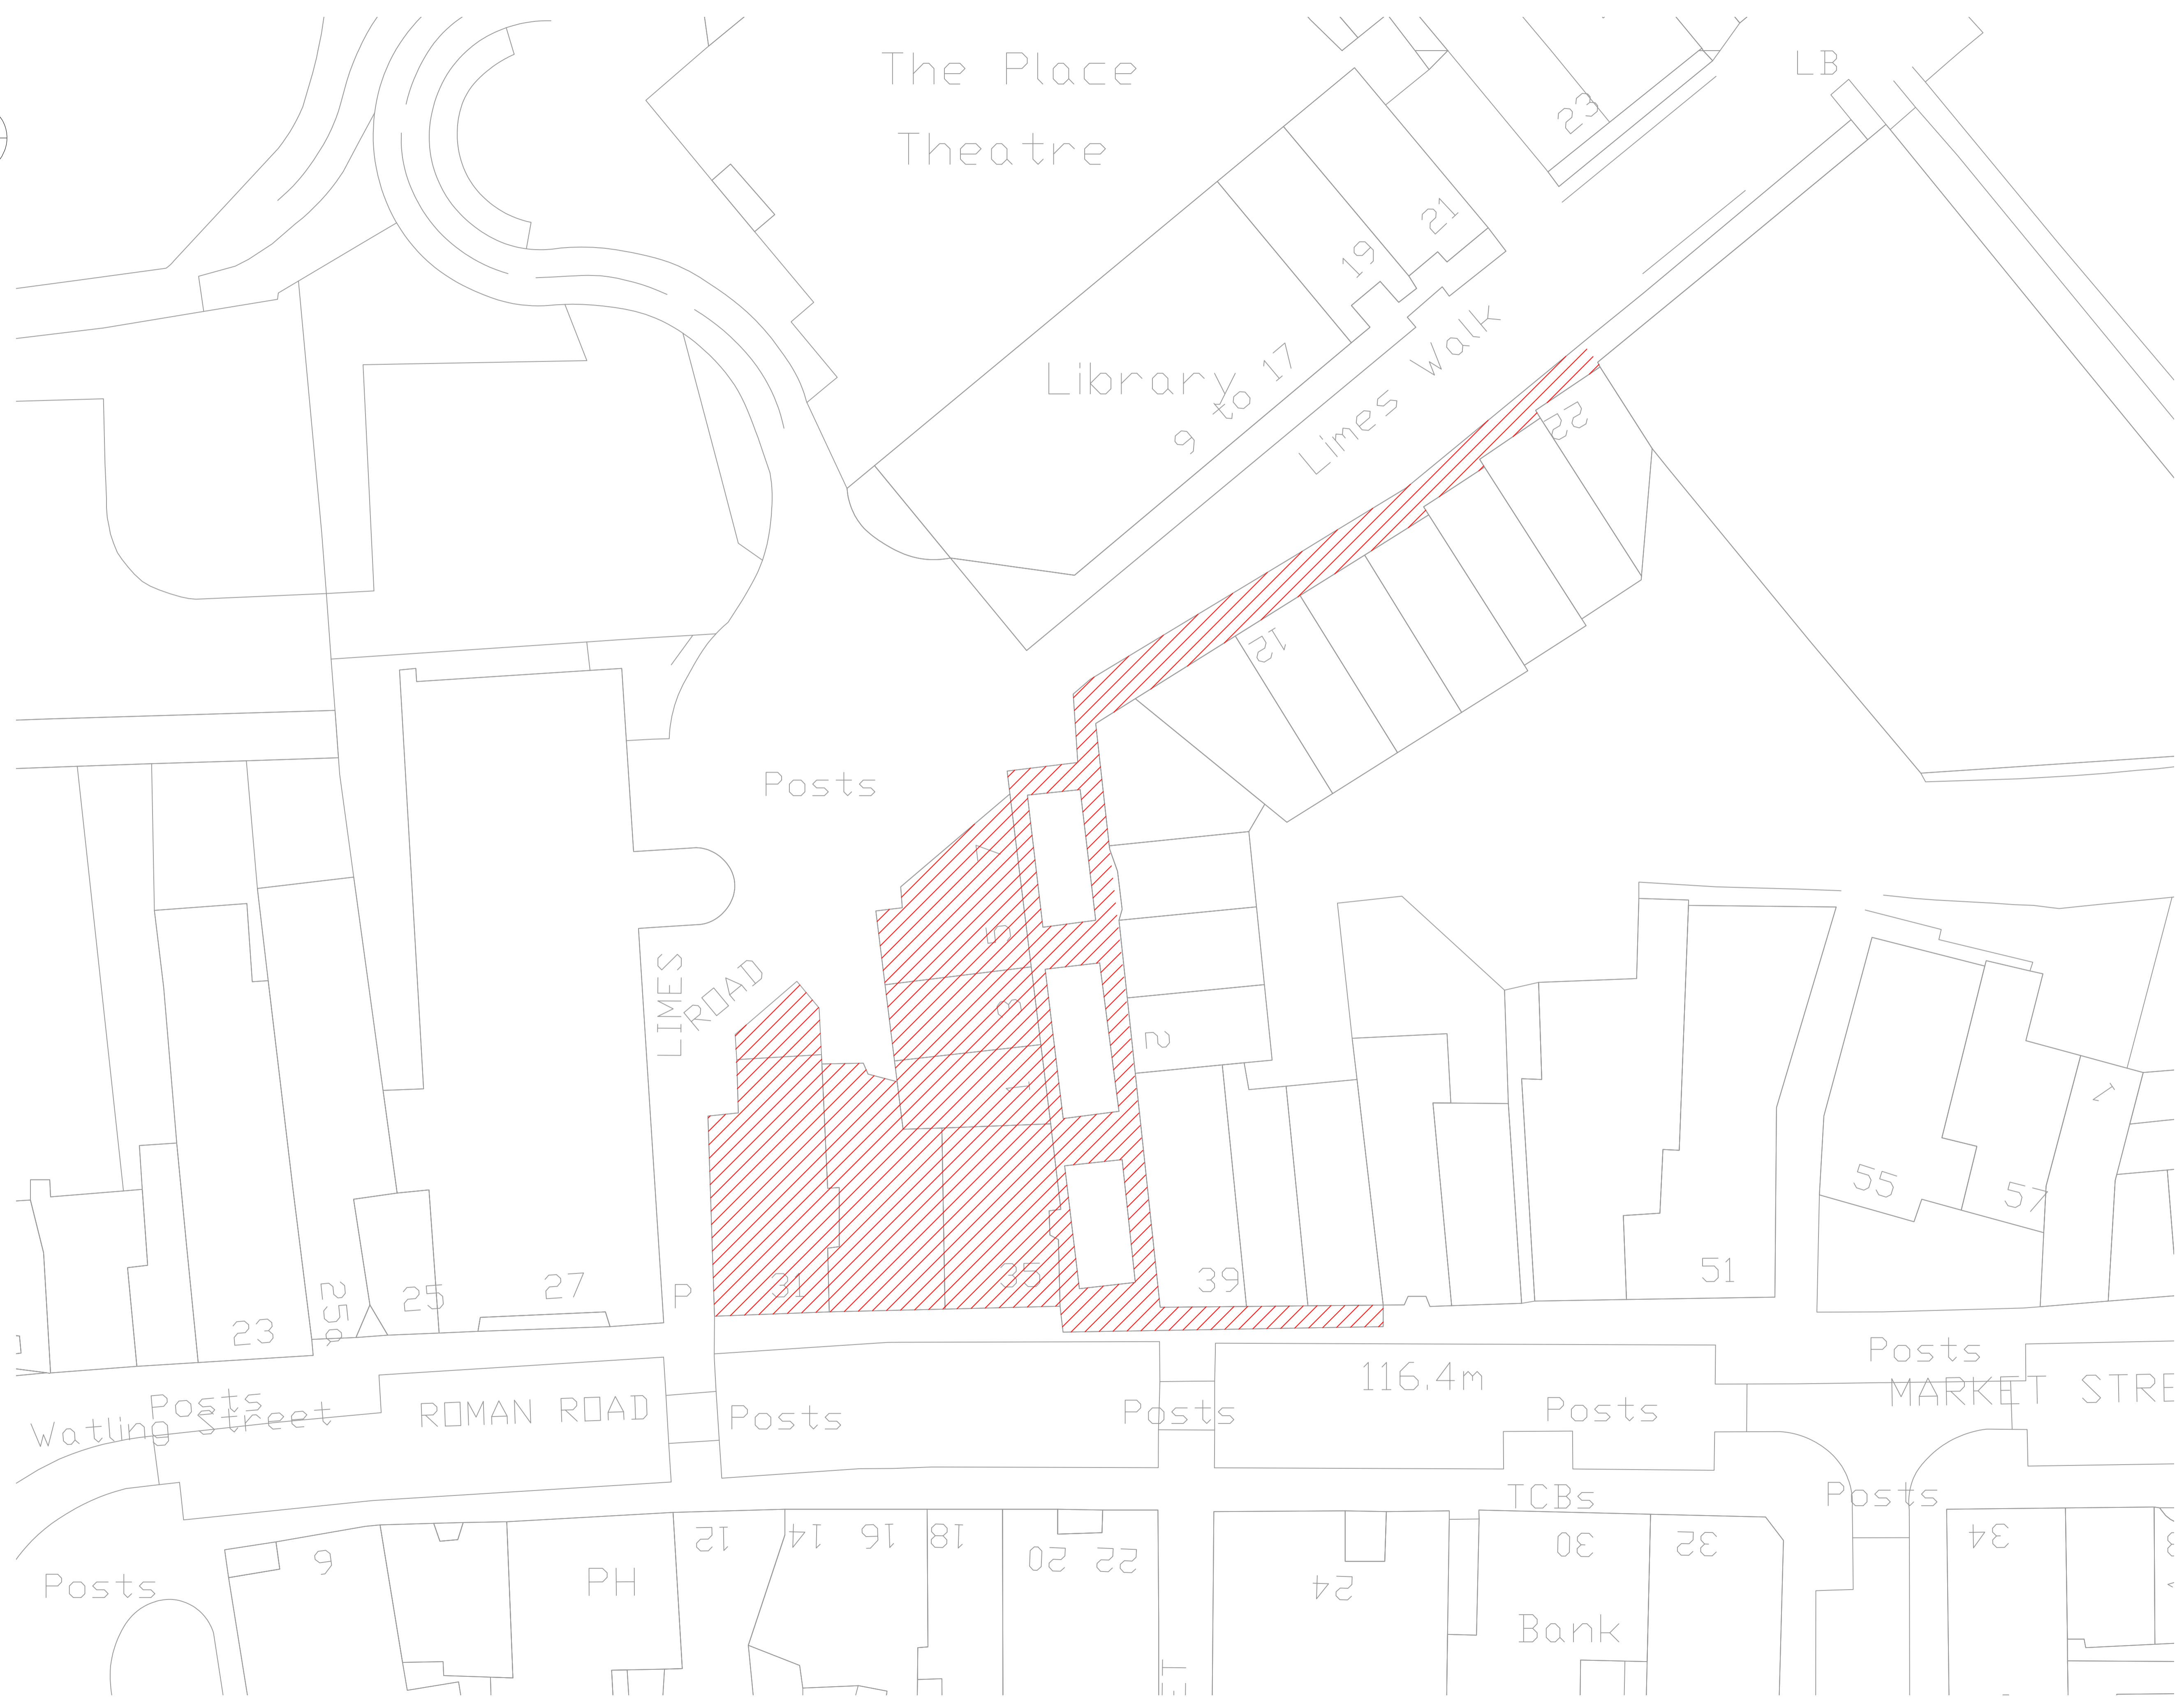 The Place
Theatre
LB
23
21
19
Library
9 to 17
Limes Walk
22
12
Posts
7
5
3
1
2
LIMES
ROAD
31
35
39
51
55
57
1
P
27
25
23
116.4m
Posts
MARKET STRE
Posts
Watling Street
ROMAN ROAD
Posts
Posts
Posts
TCBs
Posts
6
Posts
PH
12
14
16
18
20
22
24
30
32
34
Bank